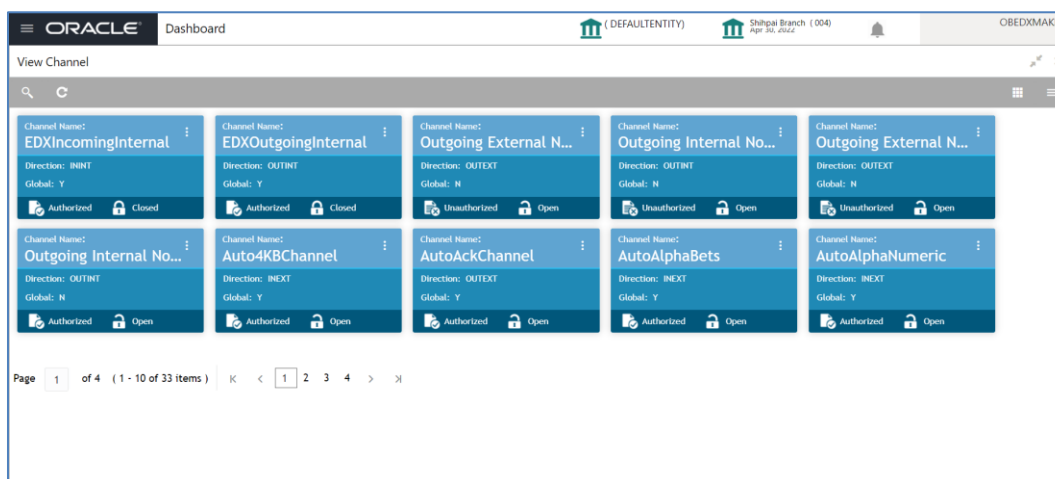 ORACLE Dashboard ( DEFAULTENTITY) Shihpai Branch ( 004) OBEDXMAK
Apr 30, 2022
View Channel
Channel Name: Channel Name: Channel Name: Channel Name: Channel Name:
EDXIncomingInternal EDXOutgoingInternal Outgoing External N... Outgoing Internal No... Outgoing External N...
Direction: ININT Direction: OUTINT Direction: OUTEXT Direction: OUTINT Direction: OUTEXT
Global: Y Global: Y Global: N Global: N Global: N
Authorized Closed Authorized Closed Unauthorized Open Unauthorized Open Unauthorized Open
Channel Name: Channel Name: Channel Name: Channel Name: Channel Name:
Outgoing Internal No... Auto4KBChannel AutoAckChannel AutoAlphaBets AutoAlphaNumeric
Direction: OUTINT Direction: INEXT Direction: OUTEXT Direction: INEXT Direction: INEXT
Global: N Global: Y Global: Y Global: Y Global: Y
Authorized Open Authorized Open Authorized Open Authorized Open Authorized Open
Page 1 of 4 ( 1 - 10 of 33 items ) 1 2 3 4